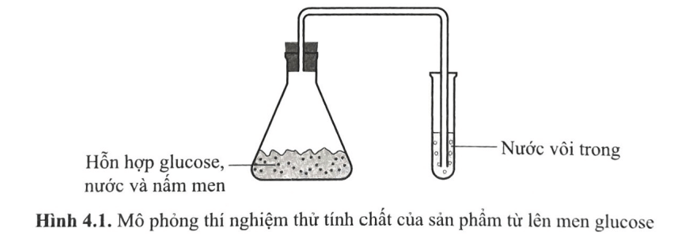 Hỗn hợp glucose,
nước và nấm men
Nước vôi trong
Hình 4.1. Mô phỏng thí nghiệm thử tính chất của sản phẩm từ lên men glucose